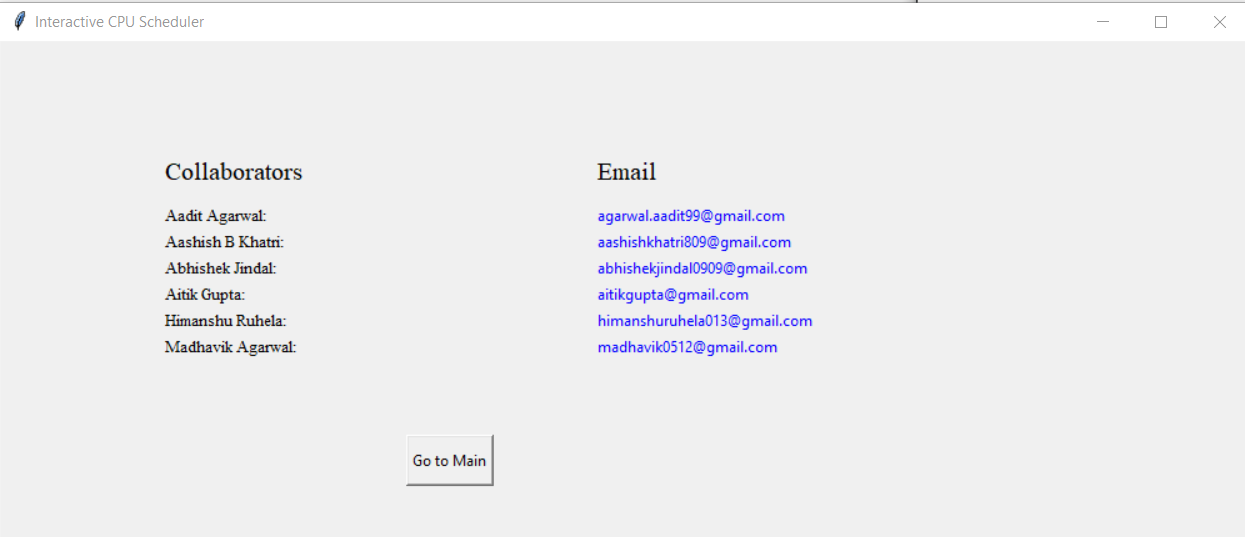 Interactive CPU Scheduler
Collaborators Email
Aadit Agarwal: agarwal.aadit99@gmail.com
Aashish B Khatri: aashishkhatri809@gmail.com
Abhishek Jindal: abhishekjindal0909@gmail.com
Aitik Gupta: aitikgupta@gmail.com
Himanshu Ruhela: himanshuruhela013@gmail.com
Madhavik Agarwal: madhavik0512@gmail.com
Go to Main